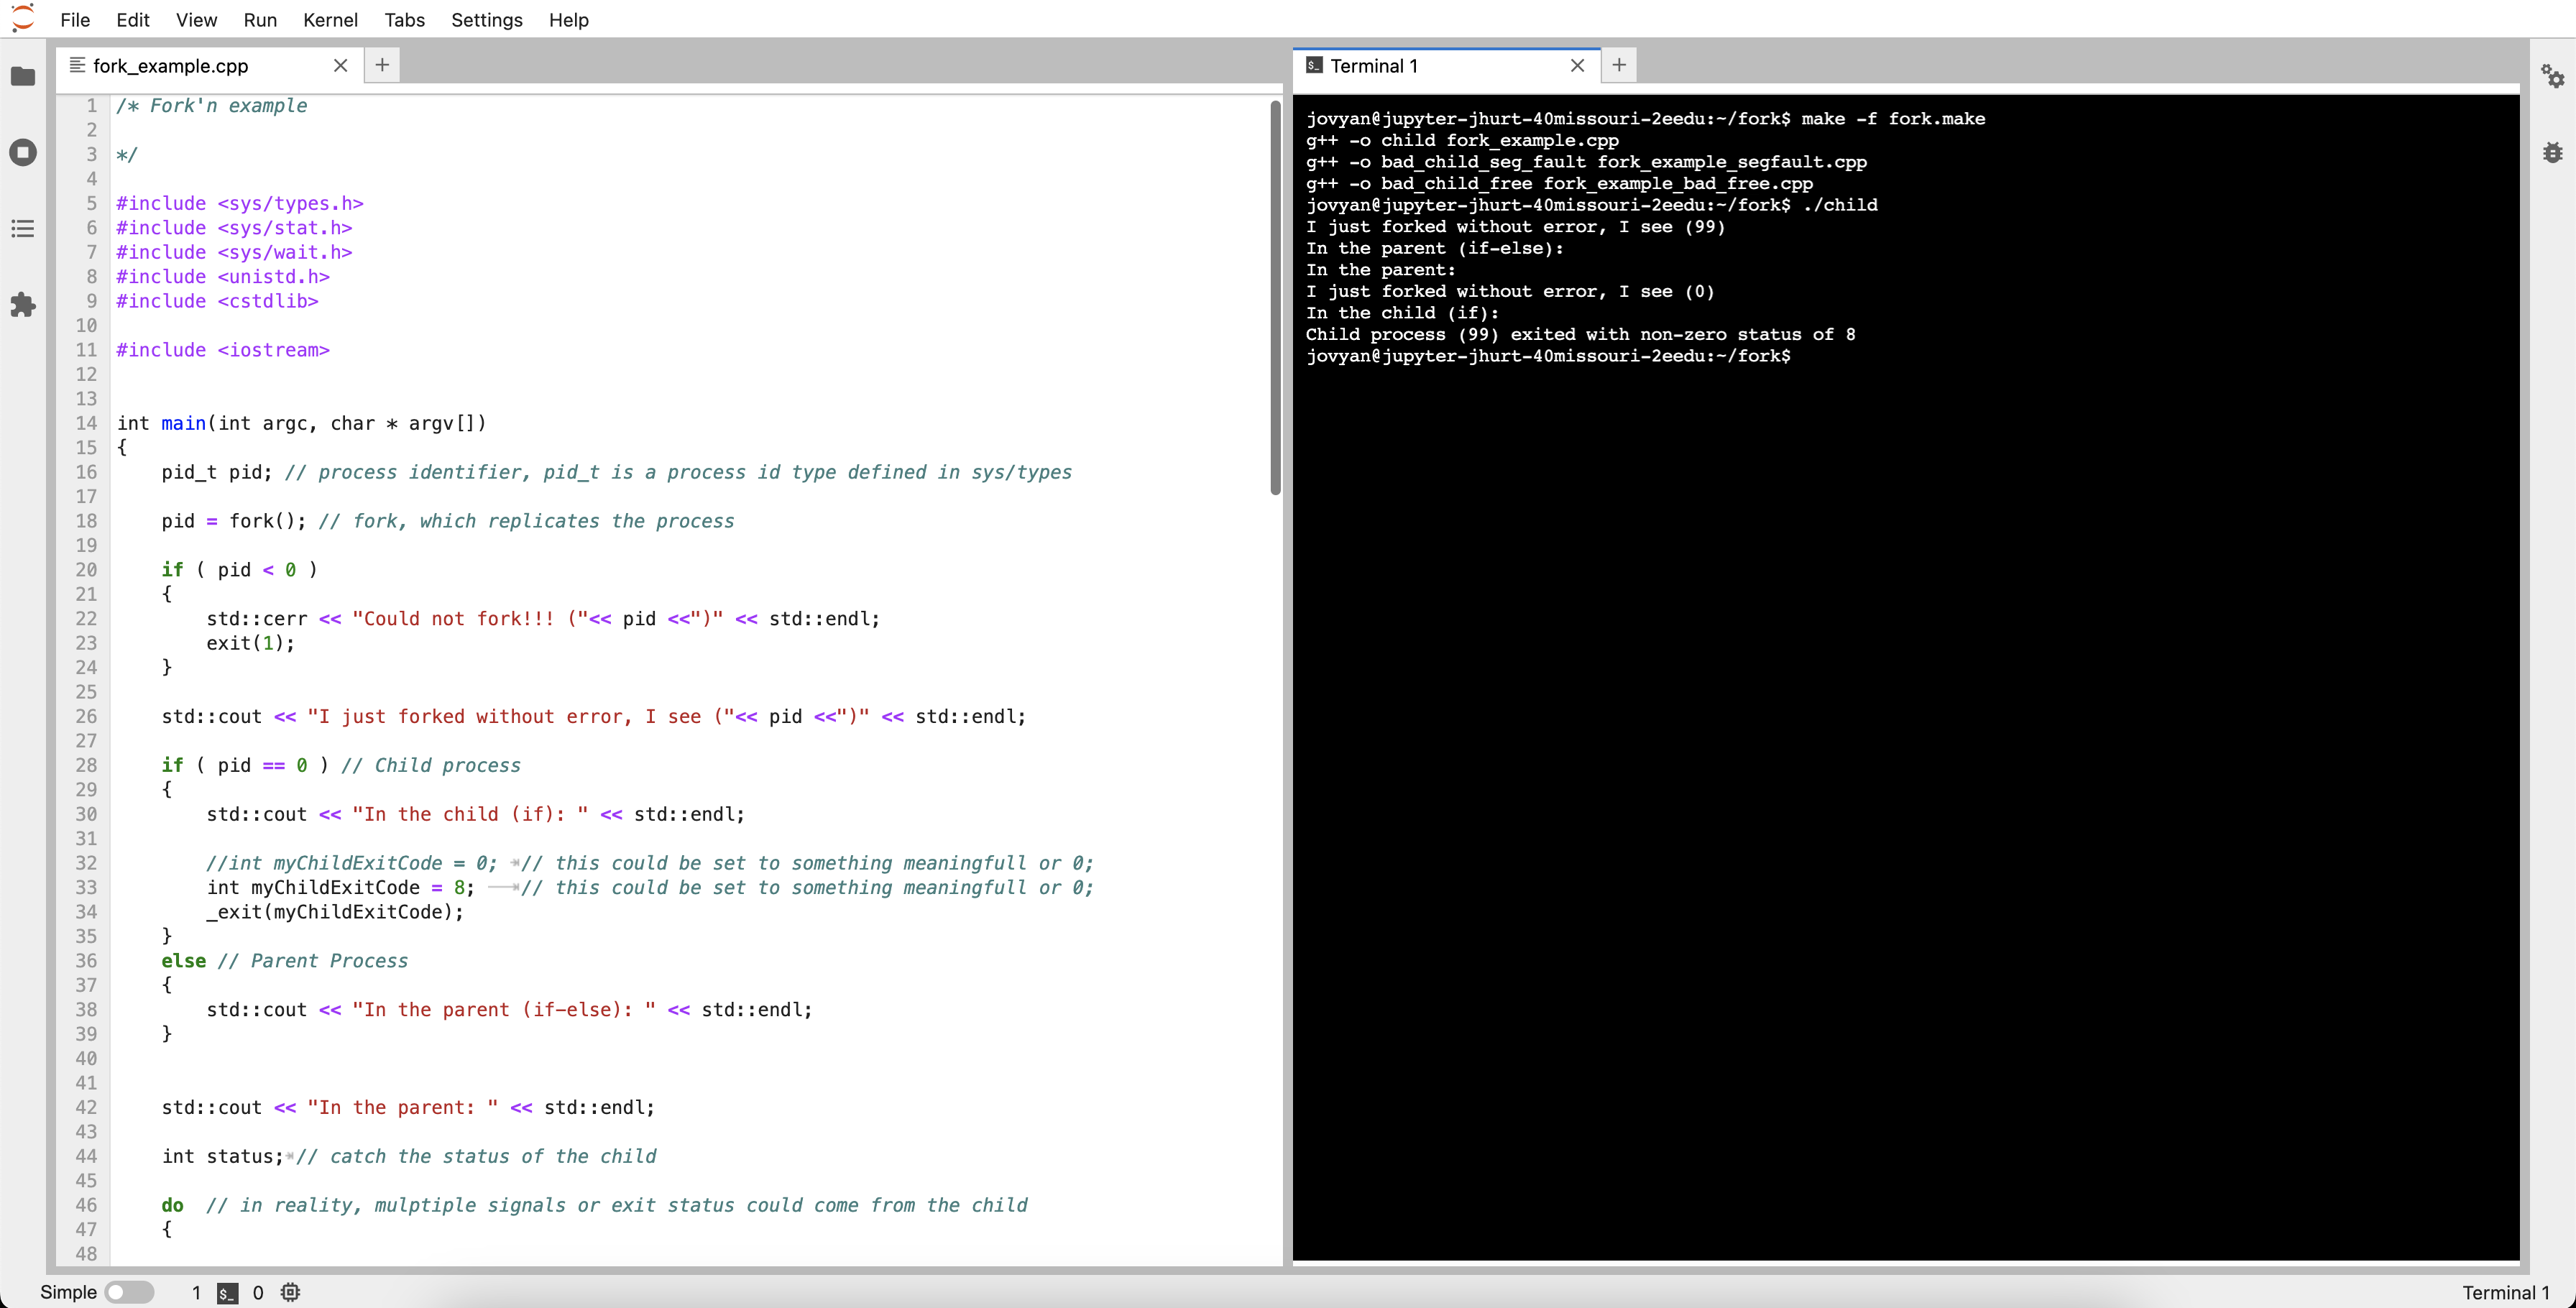 File Edit View Run Kernel Tabs Settings Help
fork_example.cpp
1 /* Fork'n example
2
3 */
4
5 #include <sys/types.h>
6 #include <sys/stat.h>
7 #include <sys/wait.h>
8 #include <unistd.h>
9 #include <cstdlib>
10
11 #include <iostream>
12
13
14 int main(int argc, char * argv[])
15 {
16     pid_t pid; // process identifier, pid_t is a process id type defined in sys/types
17
18     pid = fork(); // fork, which replicates the process
19
20     if ( pid < 0 )
21     {
22         std::cerr << "Could not fork!!! ("<< pid <<")" << std::endl;
23         exit(1);
24     }
25
26     std::cout << "I just forked without error, I see ("<< pid <<")" << std::endl;
27
28     if ( pid == 0 ) // Child process
29     {
30         std::cout << "In the child (if): " << std::endl;
31
32         //int myChildExitCode = 0; // this could be set to something meaningfull or 0;
33         int myChildExitCode = 8; // this could be set to something meaningfull or 0;
34         _exit(myChildExitCode);
35     }
36     else // Parent Process
37     {
38         std::cout << "In the parent (if-else): " << std::endl;
39     }
40
41
42     std::cout << "In the parent: " << std::endl;
43
44     int status; // catch the status of the child
45
46     do  // in reality, mulptiple signals or exit status could come from the child
47     {
48
Terminal 1
jovyan@jupyter-jhurt-40missouri-2eedu:~/fork$ make -f fork.make
g++ -o child fork_example.cpp
g++ -o bad_child_seg_fault fork_example_segfault.cpp
g++ -o bad_child_free fork_example_bad_free.cpp
jovyan@jupyter-jhurt-40missouri-2eedu:~/fork$ ./child
I just forked without error, I see (99)
In the parent (if-else):
In the parent:
I just forked without error, I see (0)
In the child (if):
Child process (99) exited with non-zero status of 8
jovyan@jupyter-jhurt-40missouri-2eedu:~/fork$
Simple 1 $_ 0 Terminal 1